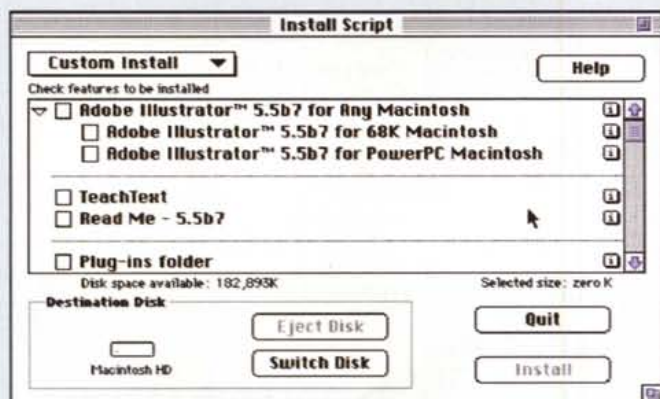 Install Script
Custom Install
Help
Check features to be installed
Adobe Illustrator™ 5.5b7 for Any Macintosh
Adobe Illustrator™ 5.5b7 for 68K Macintosh
Adobe Illustrator™ 5.5b7 for PowerPC Macintosh
TeachText
Read Me - 5.5b7
Plug-ins folder
Disk space available: 182,893K
Selected size: zero K
Destination Disk
Eject Disk
Quit
Macintosh HD
Switch Disk
Install